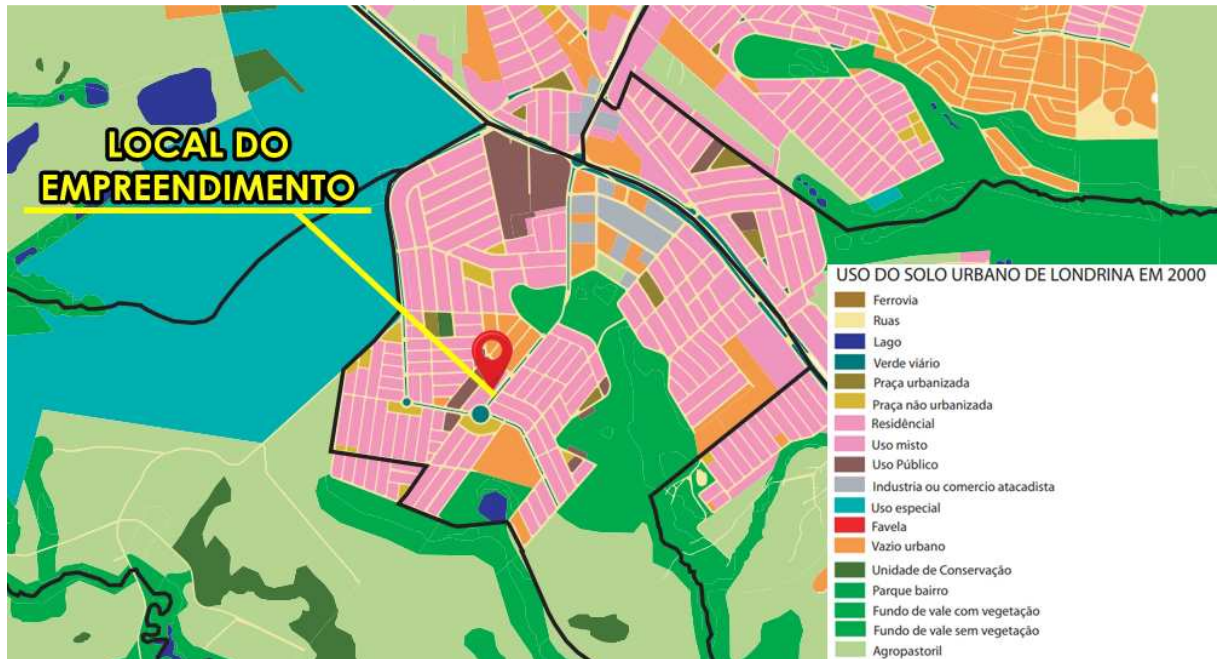 LOCAL DO
EMPREENDIMENTO
USO DO SOLO URBANO DE LONDRINA EM 2000
Ferrovia
Ruas
Lago
Verde viário
Praça urbanizada
Praça não urbanizada
Residêncial
Uso misto
Uso Público
Industria ou comercio atacadista
Uso especial
Favela
Vazio urbano
Unidade de Conservação
Parque bairro
Fundo de vale com vegetação
Fundo de vale sem vegetação
Agropastoril